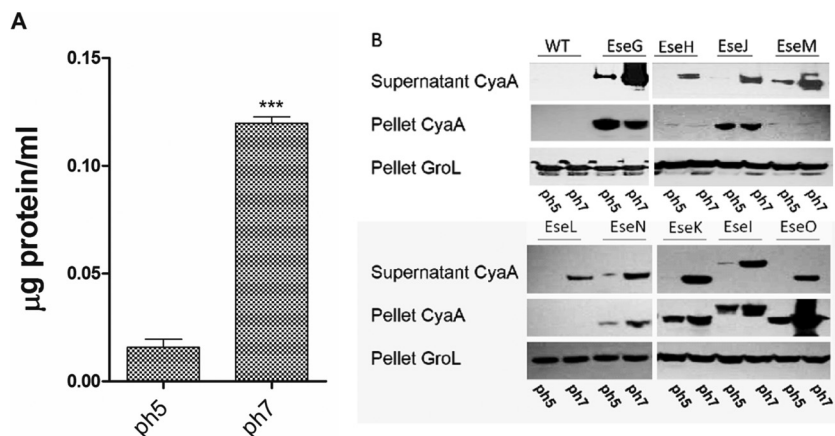 A
0.15
0.10
0.05
0.00
µg protein/ml
***
ph5
ph7
B
WT EseG EseH EseJ EseM
Supernatant CyaA
Pellet CyaA
Pellet GroL
ph5 ph7 ph5 ph7 ph5 ph7 ph5 ph7 ph5 ph7
EseL EseN EseK EseI EseO
Supernatant CyaA
Pellet CyaA
Pellet GroL
ph5 ph7 ph5 ph7 ph5 ph7 ph5 ph7 ph5 ph7